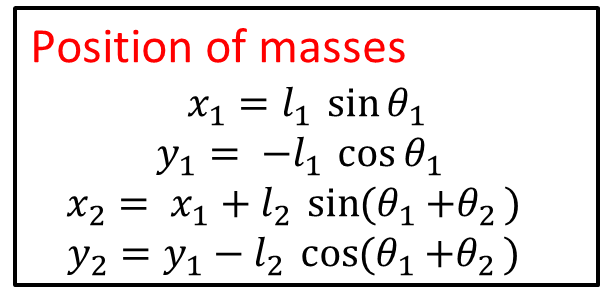 Position of masses
x₁ = l₁ sin θ₁
y₁ = −l₁ cos θ₁
x₂ = x₁ + l₂ sin(θ₁ +θ₂ )
y₂ = y₁ − l₂ cos(θ₁ +θ₂ )